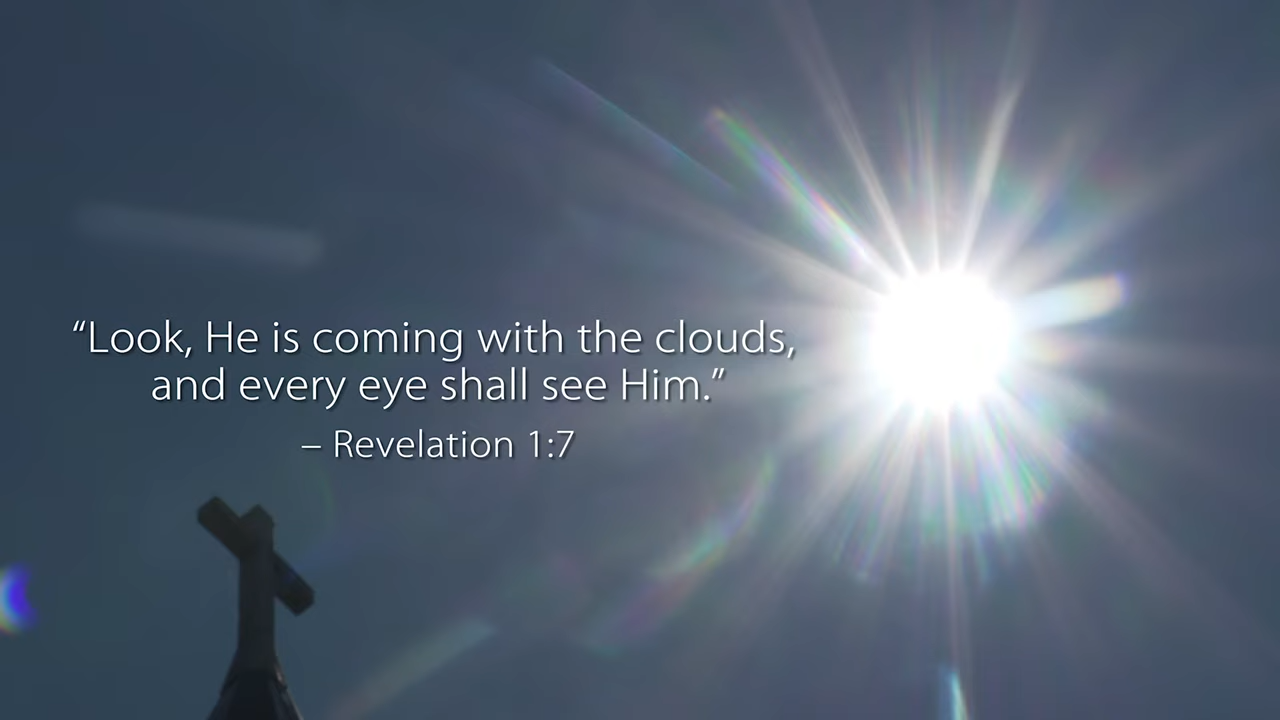 “Look, He is coming with the clouds,
and every eye shall see Him.”
– Revelation 1:7